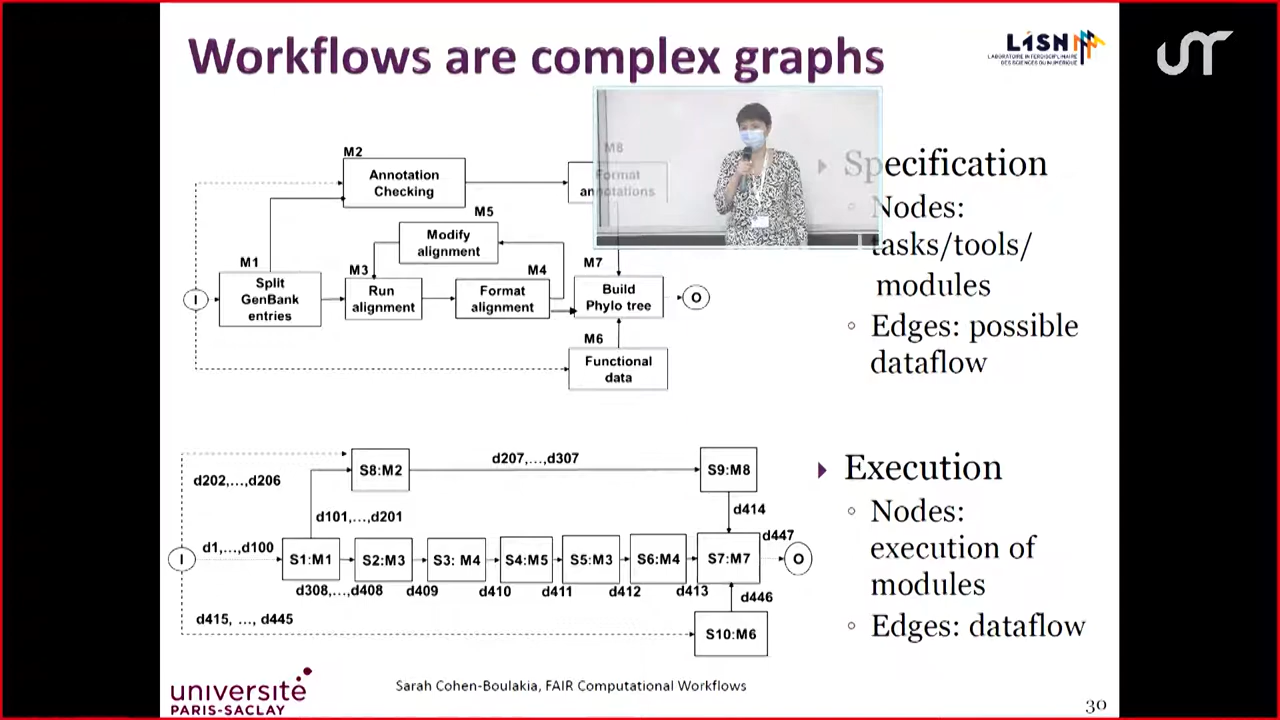 Workflows are complex graphs
LISN
LABORATOIRE INTERDISCIPLINAIRE
DES SCIENCES DU NUMÉRIQUE
M2
Annotation
Checking
M8
Format
annotations
M5
Modify
alignment
M1
Split
GenBank
entries
M3
Run
alignment
M4
Format
alignment
M7
Build
Phylo tree
I
O
M6
Functional
data
Specification
Nodes:
tasks/tools/
modules
Edges: possible
dataflow
S8:M2
d207,...,d307
S9:M8
d202,...,d206
d101,...,d201
d414
d447
d1,...,d100
I
S1:M1
S2:M3
S3: M4
S4:M5
S5:M3
S6:M4
S7:M7
O
d308,...,d408
d409
d410
d411
d412
d413
d446
d415, ..., d445
S10:M6
Execution
Nodes:
execution of
modules
Edges: dataflow
université
PARIS-SACLAY
Sarah Cohen-Boulakia, FAIR Computational Workflows
30